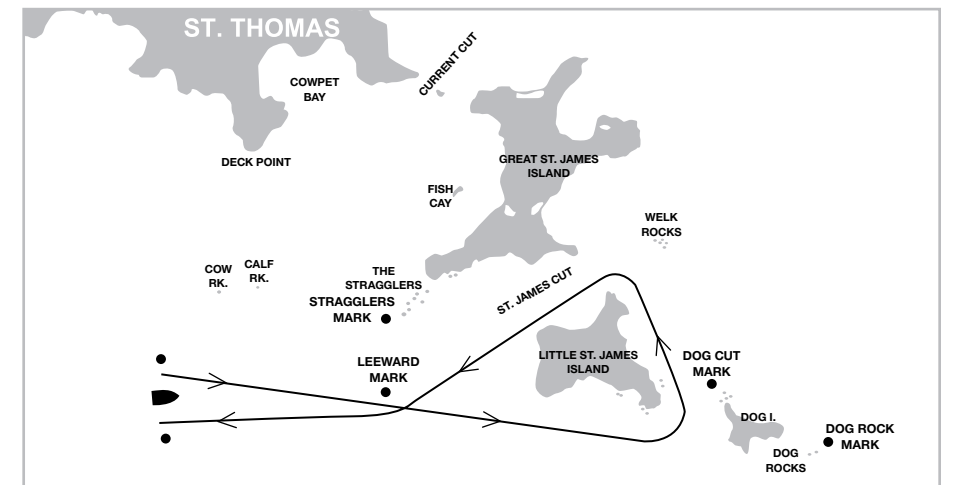 ST. THOMAS
CURRENT CUT
COWPET
BAY
DECK POINT
GREAT ST. JAMES
ISLAND
FISH
CAY
WELK
ROCKS
COW
RK.
CALF
RK.
THE
STRAGGLERS
STRAGGLERS
MARK
ST. JAMES CUT
LEEWARD
MARK
LITTLE ST. JAMES
ISLAND
DOG CUT
MARK
DOG I.
DOG ROCK
MARK
DOG
ROCKS